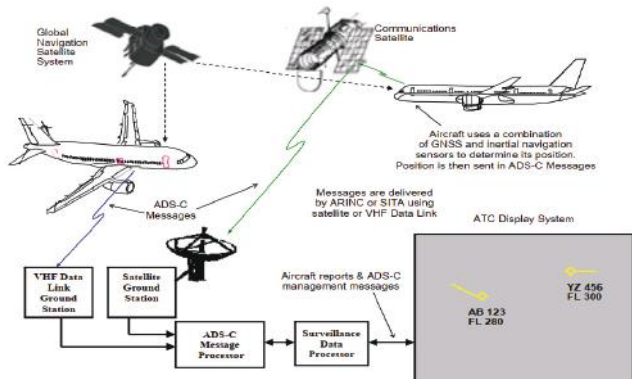 Global
Navigation
Satellite
System
Communications
Satellite
Aircraft uses a combination
of GNSS and inertial navigation
sensors to determine its position.
Position is then sent in ADS-C Messages
ADS-C
Messages
Messages are delivered
by ARINC or SITA using
satellite or VHF Data Link
ATC Display System
VHF Data
Link
Ground
Station
Satellite
Ground
Station
Aircraft reports & ADS-C
management messages
ADS-C
Message
Processor
Surveillance
Data
Processor
AB 123
FL 280
YZ 456
FL 300